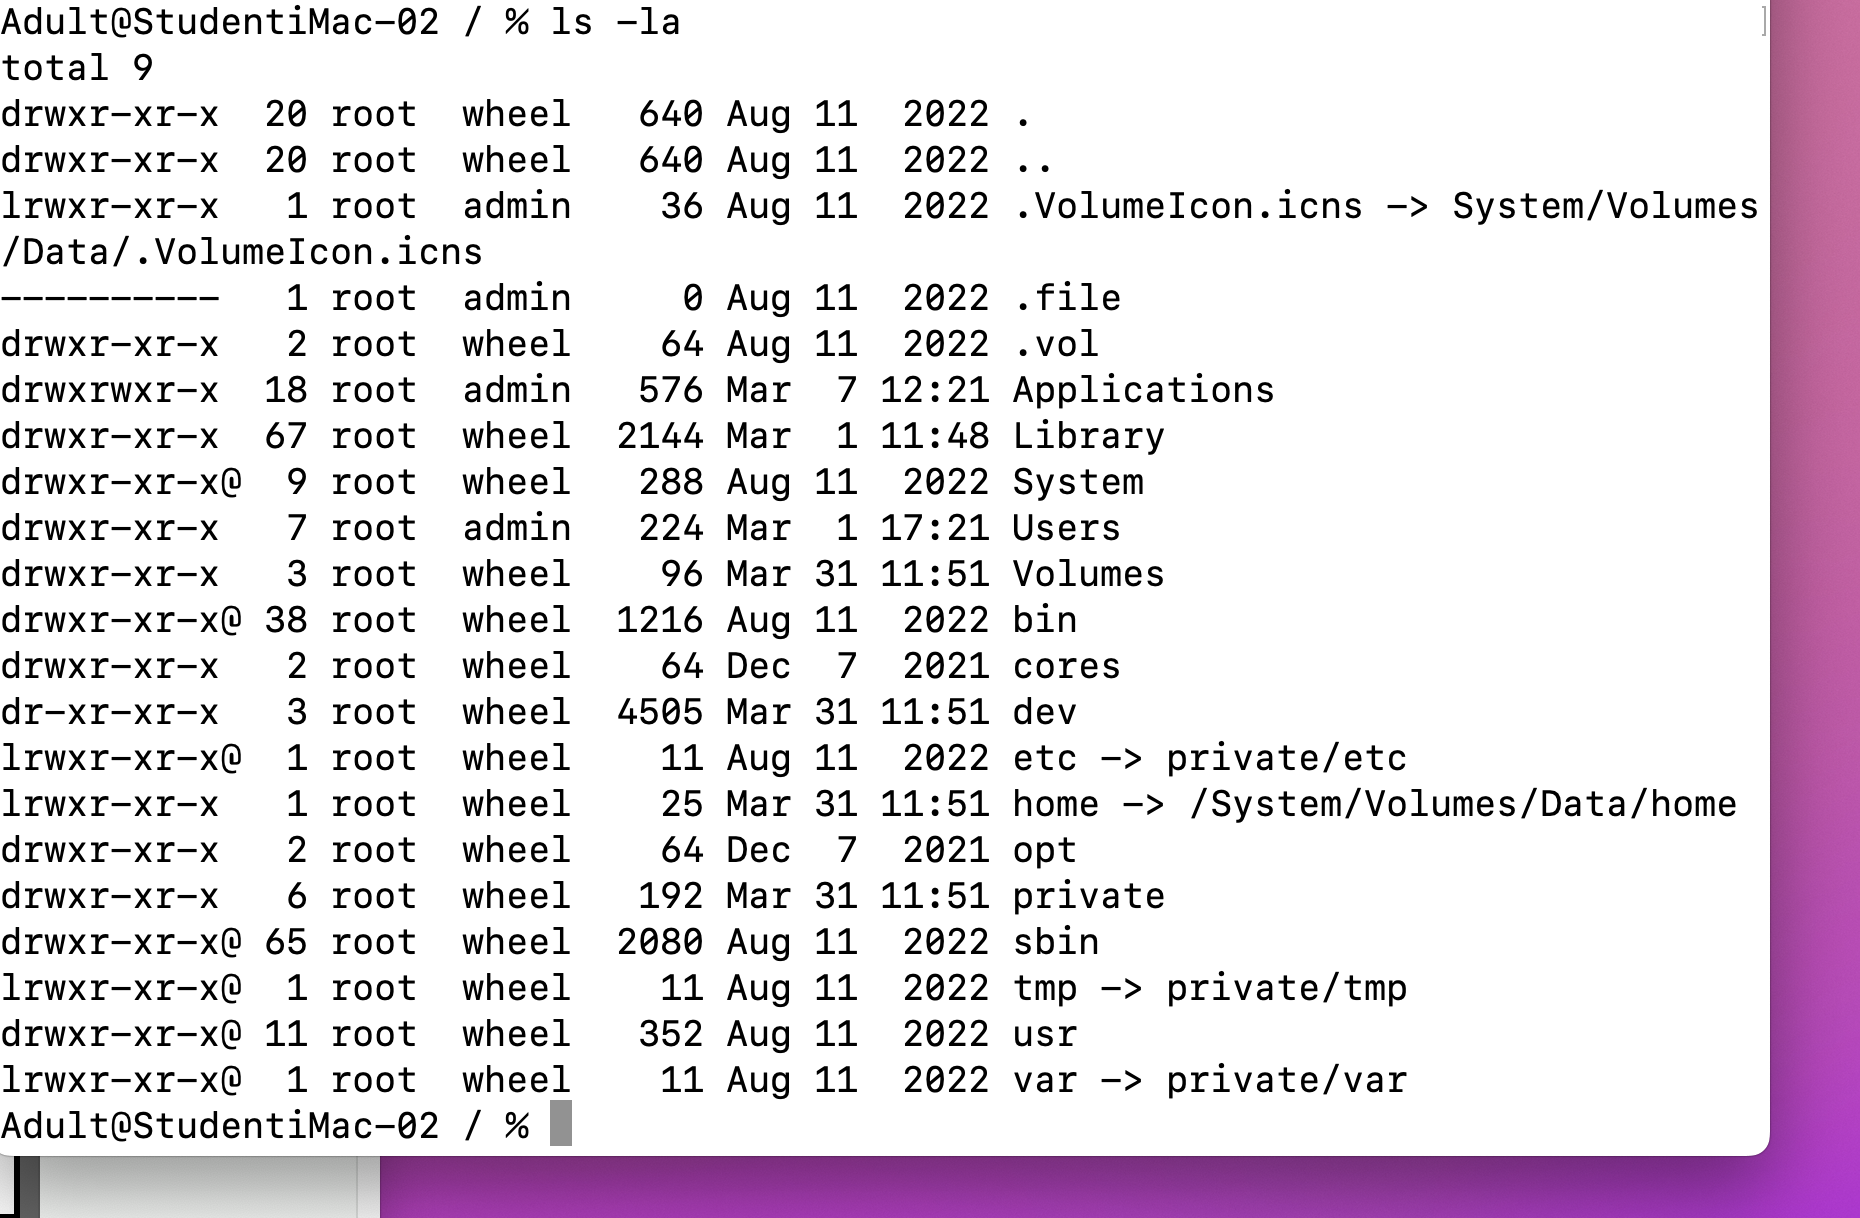 Adult@StudentiMac-02 / % ls -la ]
total 9
drwxr-xr-x  20 root  wheel   640 Aug 11  2022 .
drwxr-xr-x  20 root  wheel   640 Aug 11  2022 ..
lrwxr-xr-x   1 root  admin    36 Aug 11  2022 .VolumeIcon.icns -> System/Volumes
/Data/.VolumeIcon.icns
----------   1 root  admin     0 Aug 11  2022 .file
drwxr-xr-x   2 root  wheel    64 Aug 11  2022 .vol
drwxrwxr-x  18 root  admin   576 Mar  7 12:21 Applications
drwxr-xr-x  67 root  wheel  2144 Mar  1 11:48 Library
drwxr-xr-x@  9 root  wheel   288 Aug 11  2022 System
drwxr-xr-x   7 root  admin   224 Mar  1 17:21 Users
drwxr-xr-x   3 root  wheel    96 Mar 31 11:51 Volumes
drwxr-xr-x@ 38 root  wheel  1216 Aug 11  2022 bin
drwxr-xr-x   2 root  wheel    64 Dec  7  2021 cores
dr-xr-xr-x   3 root  wheel  4505 Mar 31 11:51 dev
lrwxr-xr-x@  1 root  wheel    11 Aug 11  2022 etc -> private/etc
lrwxr-xr-x   1 root  wheel    25 Mar 31 11:51 home -> /System/Volumes/Data/home
drwxr-xr-x   2 root  wheel    64 Dec  7  2021 opt
drwxr-xr-x   6 root  wheel   192 Mar 31 11:51 private
drwxr-xr-x@ 65 root  wheel  2080 Aug 11  2022 sbin
lrwxr-xr-x@  1 root  wheel    11 Aug 11  2022 tmp -> private/tmp
drwxr-xr-x@ 11 root  wheel   352 Aug 11  2022 usr
lrwxr-xr-x@  1 root  wheel    11 Aug 11  2022 var -> private/var
Adult@StudentiMac-02 / %